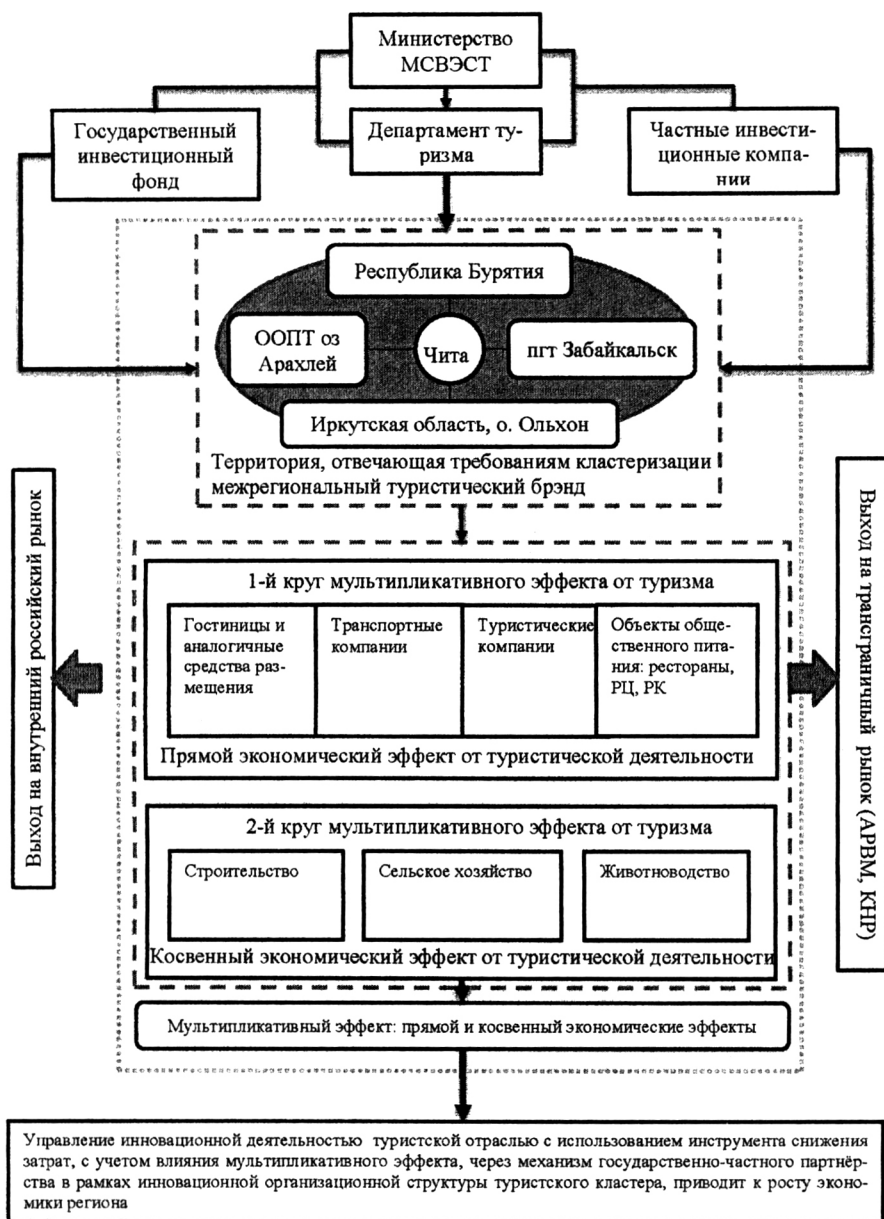 Министерство
МСВЭСТ
Государственный
инвестиционный
фонд
Департамент ту-
ризма
Частные инвести-
ционные компа-
нии
Республика Бурятия
ООПТ оз
Арахлей
Чита
пгт Забайкальск
Иркутская область, о. Ольхон
Территория, отвечающая требованиям кластеризации
межрегиональный туристический брэнд
Выход на внутренний российский рынок
Выход на трансграничный рынок (АРВМ, КНР)
1-й круг мультипликативного эффекта от туризма
Гостиницы и
аналогичные
средства раз-
мещения
Транспортные
компании
Туристические
компании
Объекты обще-
ственного пита-
ния: рестораны,
РЦ, РК
Прямой экономический эффект от туристической деятельности
2-й круг мультипликативного эффекта от туризма
Строительство
Сельское хозяйство
Животноводство
Косвенный экономический эффект от туристической деятельности
Мультипликативный эффект: прямой и косвенный экономические эффекты
Управление инновационной деятельностью туристской отраслью с использованием инструмента снижения
затрат, с учетом влияния мультипликативного эффекта, через механизм государственно-частного партнёр-
ства в рамках инновационной организационной структуры туристского кластера, приводит к росту эконо-
мики региона